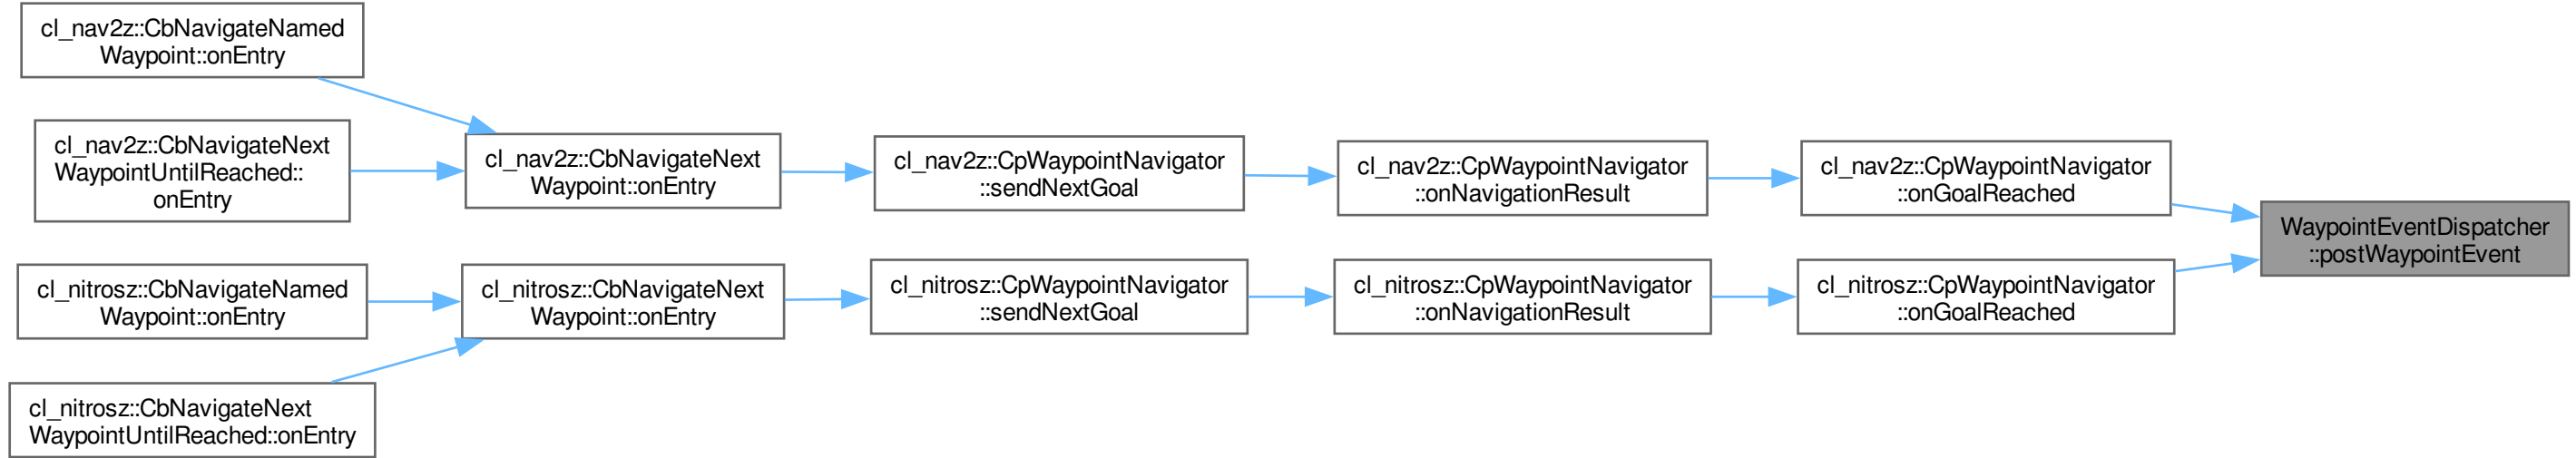 cl_nav2z::CbNavigateNamed
Waypoint::onEntry
cl_nav2z::CbNavigateNext
WaypointUntilReached::
onEntry
cl_nav2z::CbNavigateNext
Waypoint::onEntry
cl_nav2z::CpWaypointNavigator
::sendNextGoal
cl_nav2z::CpWaypointNavigator
::onNavigationResult
cl_nav2z::CpWaypointNavigator
::onGoalReached
WaypointEventDispatcher
::postWaypointEvent
cl_nitrosz::CbNavigateNamed
Waypoint::onEntry
cl_nitrosz::CbNavigateNext
Waypoint::onEntry
cl_nitrosz::CpWaypointNavigator
::sendNextGoal
cl_nitrosz::CpWaypointNavigator
::onNavigationResult
cl_nitrosz::CpWaypointNavigator
::onGoalReached
cl_nitrosz::CbNavigateNext
WaypointUntilReached::onEntry